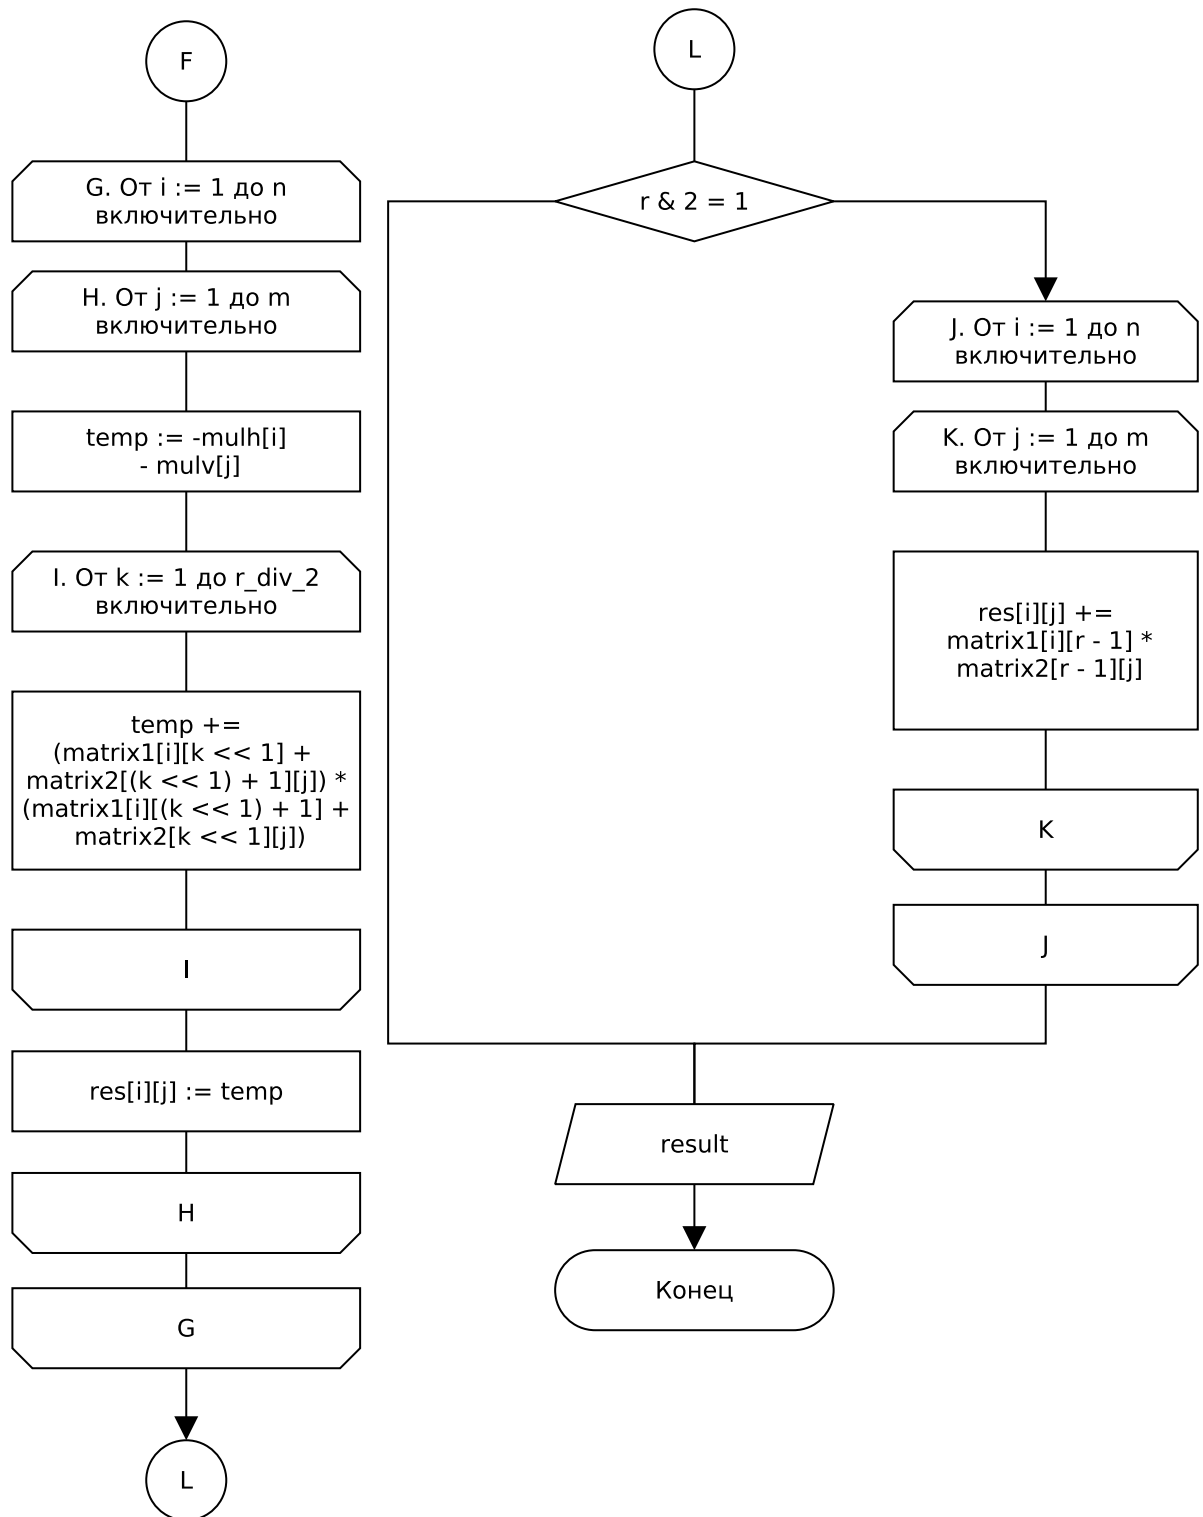 F
G. От i := 1 до n
включительно
H. От j := 1 до m
включительно
temp := -mulh[i]
- mulv[j]
I. От k := 1 до r_div_2
включительно
temp +=
(matrix1[i][k << 1] +
matrix2[(k << 1) + 1][j]) *
(matrix1[i][(k << 1) + 1] +
matrix2[k << 1][j])
I
res[i][j] := temp
H
G
L
L
r & 2 = 1
J. От i := 1 до n
включительно
K. От j := 1 до m
включительно
res[i][j] +=
matrix1[i][r - 1] *
matrix2[r - 1][j]
K
J
result
Конец